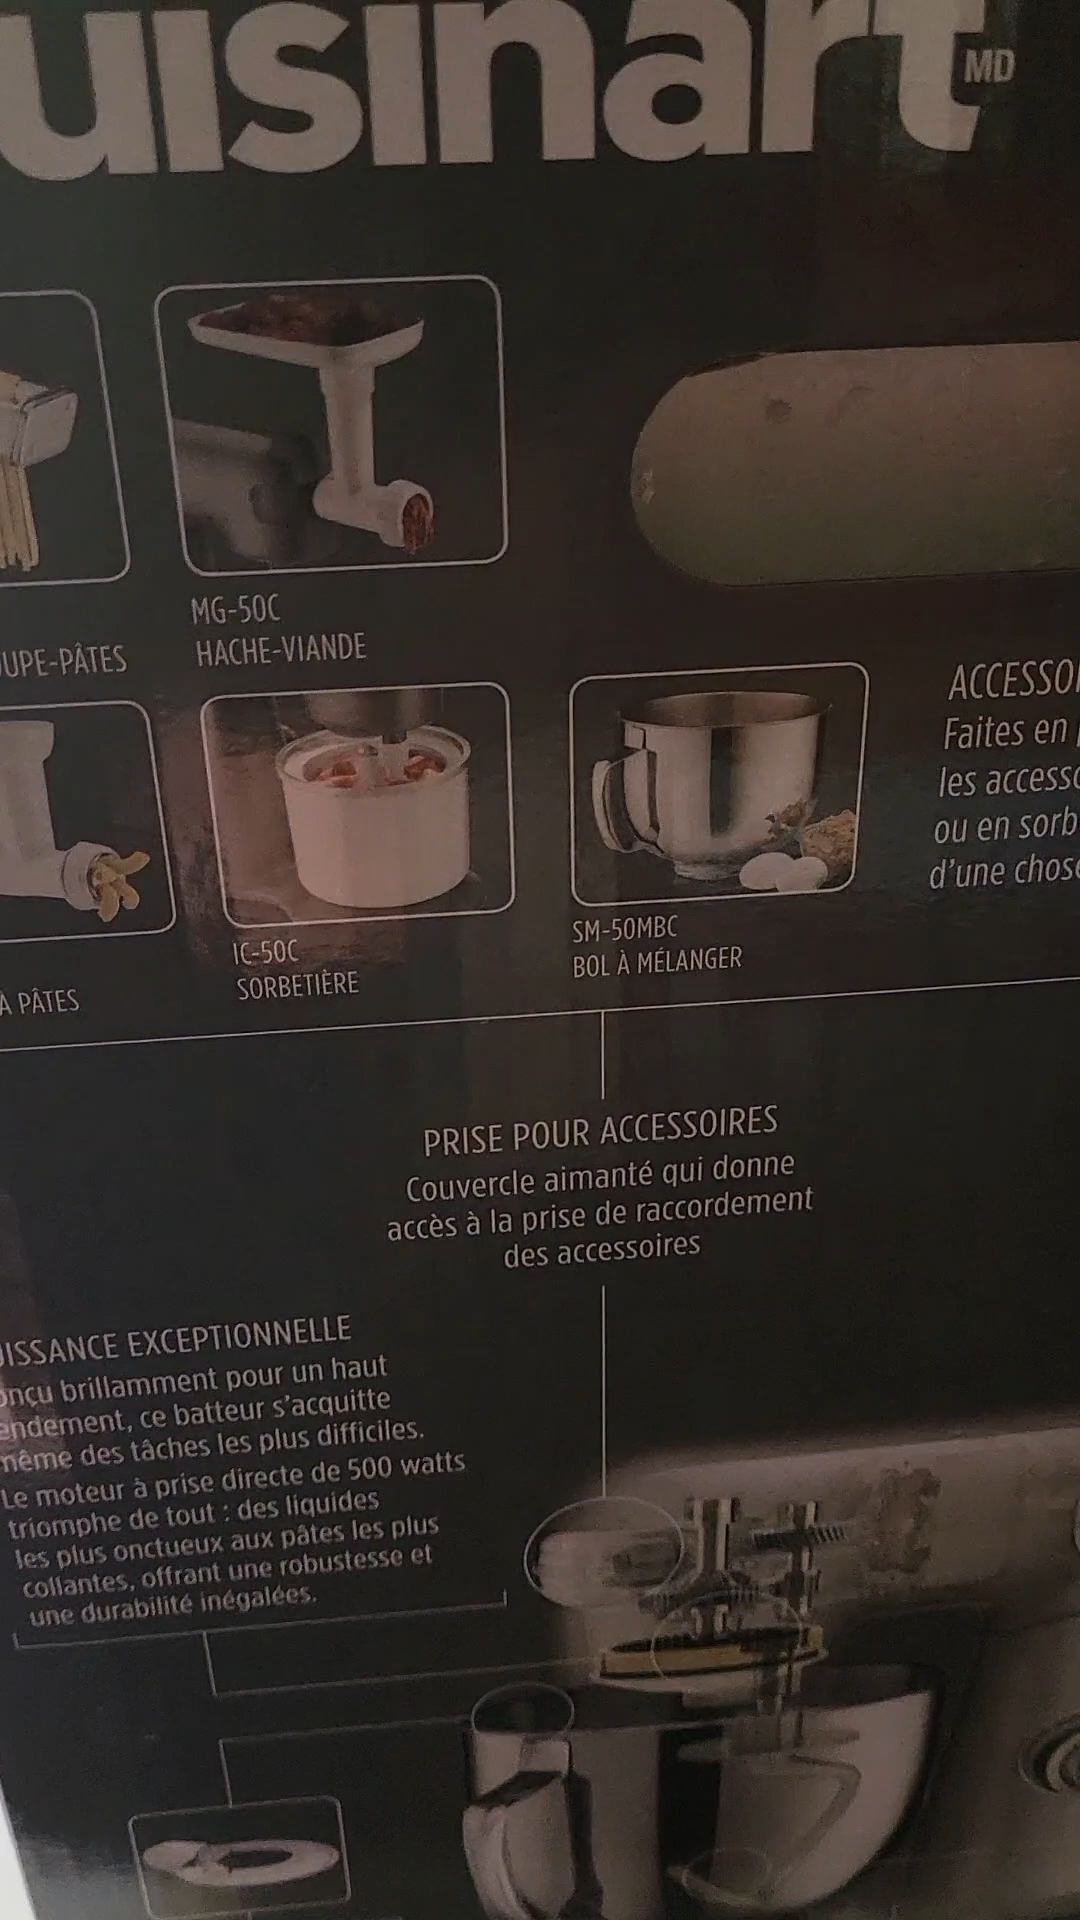 uisinart MD
MG-50C
HACHE-VIANDE
UPE-PÂTES
ACCESSO
Faites en
les access
ou en sorb
d'une chos
IC-50C
SORBETIÈRE
SM-50MBC
BOL À MÉLANGER
À PÂTES
PRISE POUR ACCESSOIRES
Couvercle aimanté qui donne
accès à la prise de raccordement
des accessoires
ISSANCE EXCEPTIONNELLE
onçu brillamment pour un haut
endement, ce batteur s'acquitte
même des tâches les plus difficiles.
Le moteur à prise directe de 500 watts
triomphe de tout : des liquides
les plus onctueux aux pâtes les plus
collantes, offrant une robustesse et
une durabilité inégalées.